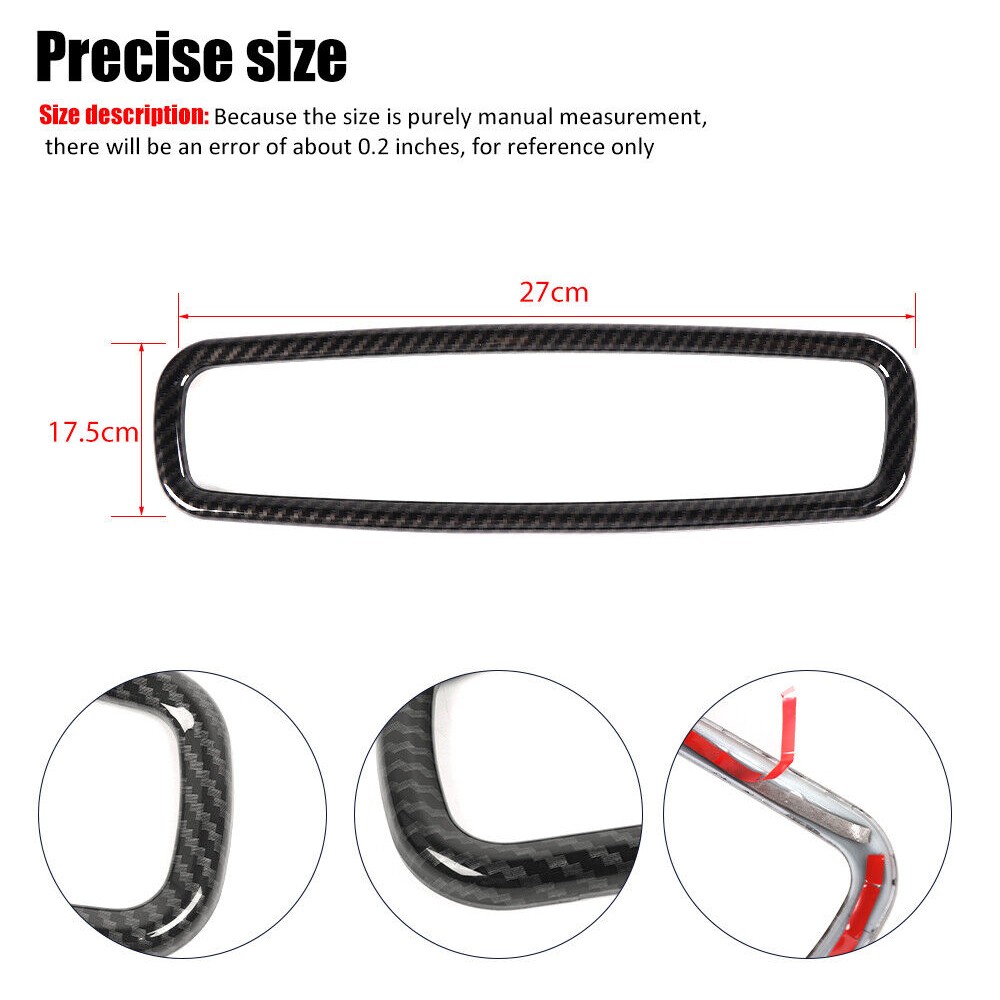 Precise size
Size description: Because the size is purely manual measurement,
there will be an error of about 0.2 inches, for reference only
27cm
17.5cm